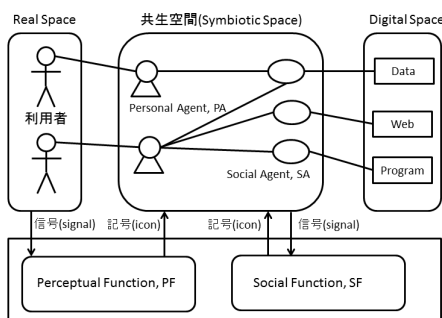 Real Space
共生空間(Symbiotic Space)
Digital Space
利用者
Personal Agent, PA
Social Agent, SA
Data
Web
Program
信号(signal)
記号(icon)
記号(icon)
信号(signal)
Perceptual Function, PF
Social Function, SF